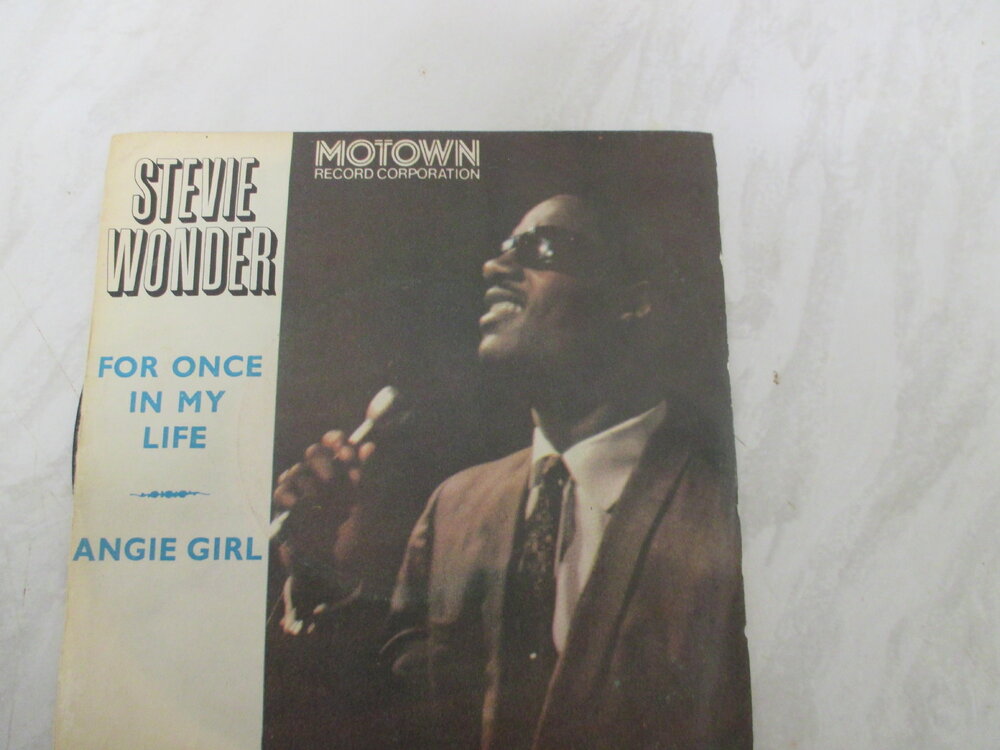 STEVIE
WONDER
MOTOWN
RECORD CORPORATION
FOR ONCE
IN MY
LIFE
ANGIE GIRL